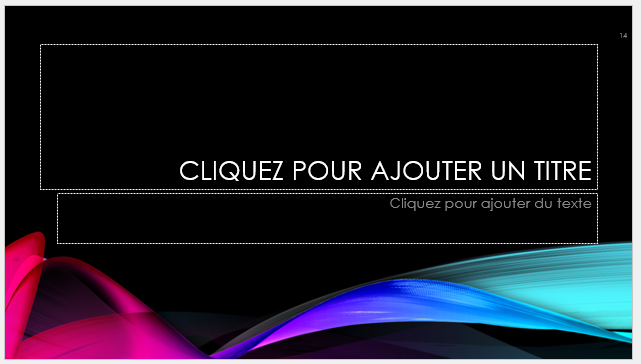 14
CLIQUEZ POUR AJOUTER UN TITRE
Cliquez pour ajouter du texte